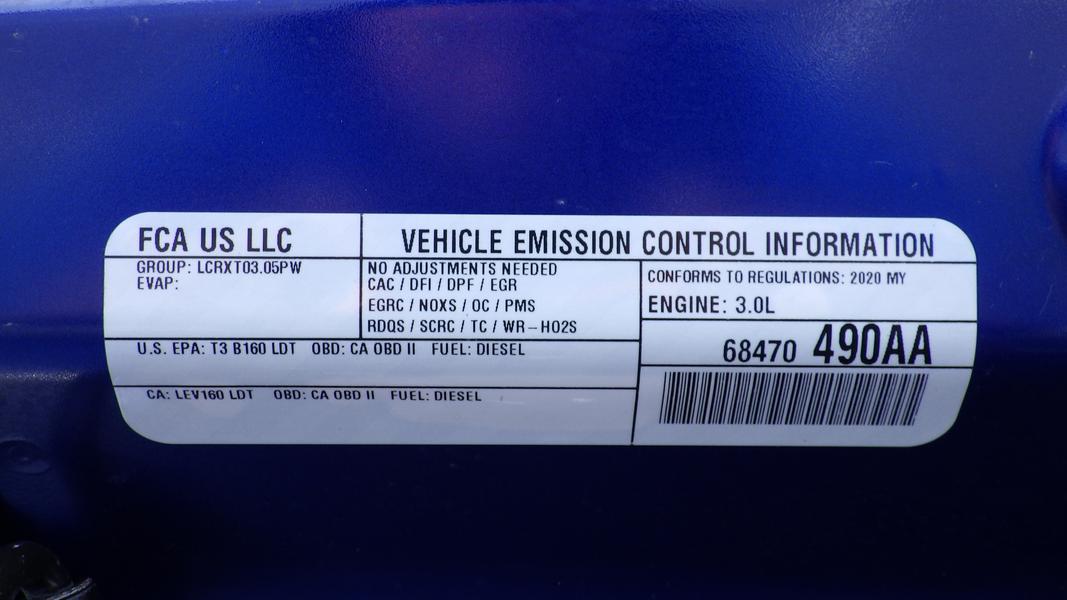 FCA US LLC
VEHICLE EMISSION CONTROL INFORMATION
GROUP: LCRXT03.05PW
EVAP:
NO ADJUSTMENTS NEEDED
CAC / DFI / DPF / EGR
EGRC / NOXS / OC / PMS
RDQS / SCRC / TC / WR-HO2S
CONFORMS TO REGULATIONS: 2020 MY
ENGINE: 3.0L
68470 490AA
U.S. EPA: T3 B160 LDT OBD: CA OBD II FUEL: DIESEL
CA: LEV160 LDT OBD: CA OBD II FUEL: DIESEL